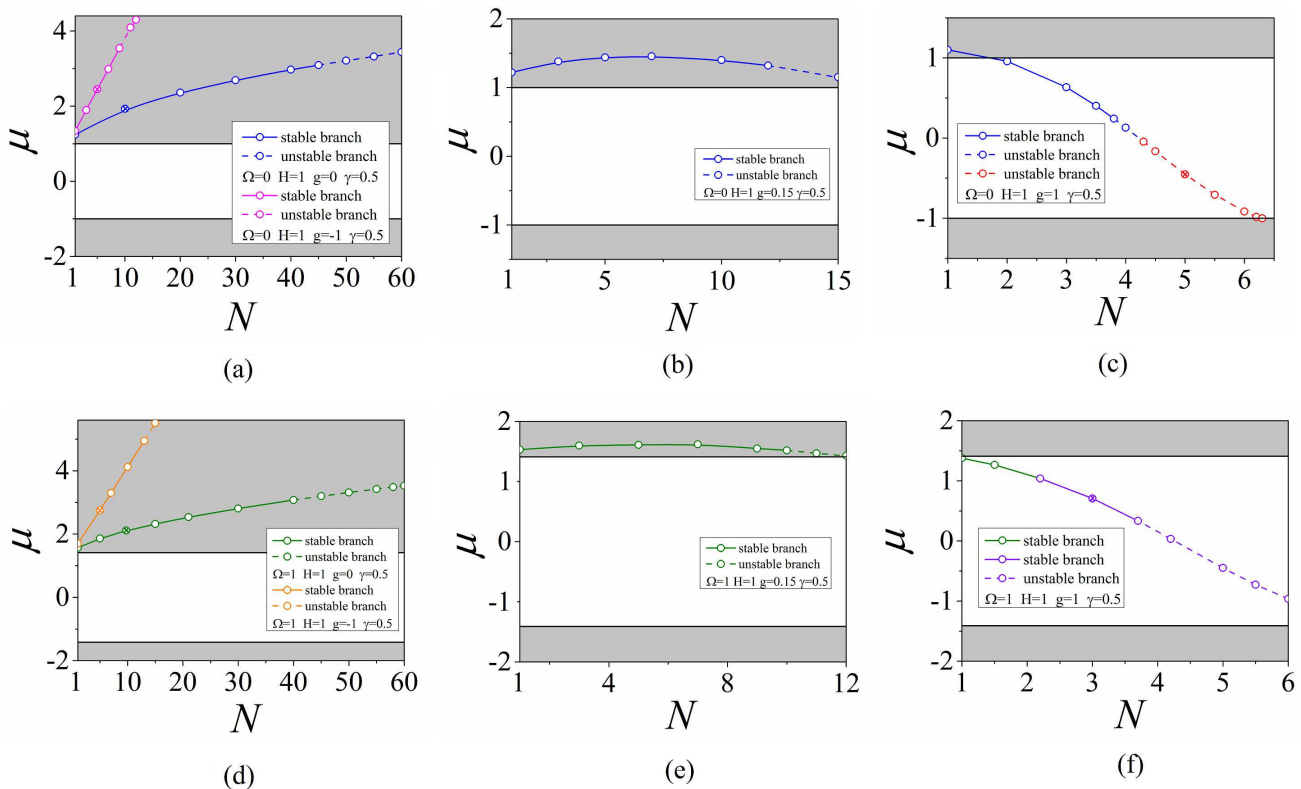 4
2
0
-2
μ
1 10 20 30 40 50 60
N
stable branch
unstable branch
Ω=0 H=1 g=0 γ=0.5
stable branch
unstable branch
Ω=0 H=1 g=-1 γ=0.5
(a)
2
1
0
-1
μ
1 5 10 15
N
stable branch
unstable branch
Ω=0 H=1 g=0.15 γ=0.5
(b)
1
0
-1
μ
1 2 3 4 5 6
N
stable branch
unstable branch
unstable branch
Ω=0 H=1 g=1 γ=0.5
(c)
4
2
0
-2
μ
1 10 20 30 40 50 60
N
stable branch
unstable branch
Ω=1 H=1 g=0 γ=0.5
stable branch
unstable branch
Ω=1 H=1 g=-1 γ=0.5
(d)
2
1
0
-1
-2
μ
1 4 8 12
N
stable branch
unstable branch
Ω=1 H=1 g=0.15 γ=0.5
(e)
2
1
0
-1
-2
μ
1 2 3 4 5 6
N
stable branch
stable branch
unstable branch
Ω=1 H=1 g=1 γ=0.5
(f)